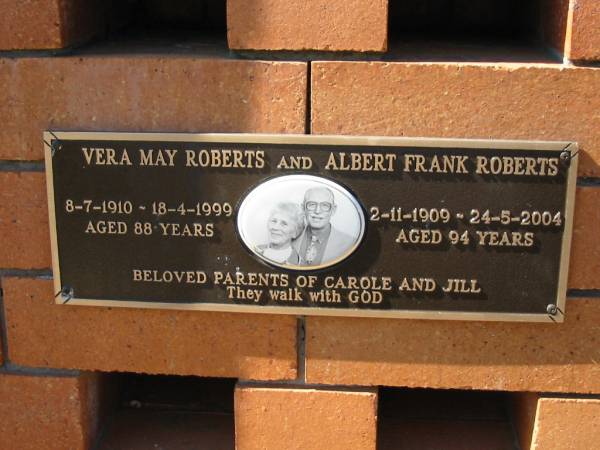 VERA MAY ROBERTS AND ALBERT FRANK ROBERTS
8-7-1910 - 18-4-1999
AGED 88 YEARS
2-11-1909 - 24-5-2004
AGED 94 YEARS
BELOVED PARENTS OF CAROLE AND JILL
They walk with GOD